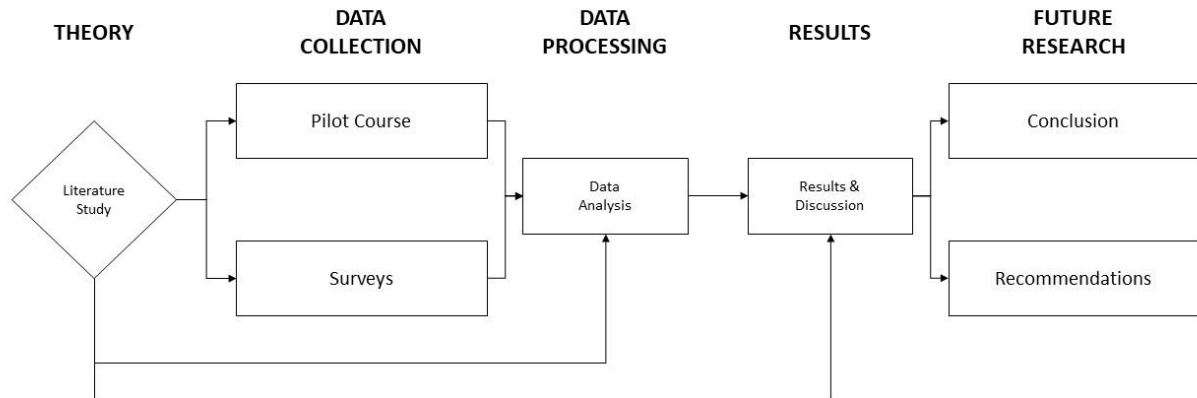 THEORY
DATA
COLLECTION
DATA
PROCESSING
RESULTS
FUTURE
RESEARCH
Literature
Study
Pilot Course
Surveys
Data
Analysis
Results &
Discussion
Conclusion
Recommendations